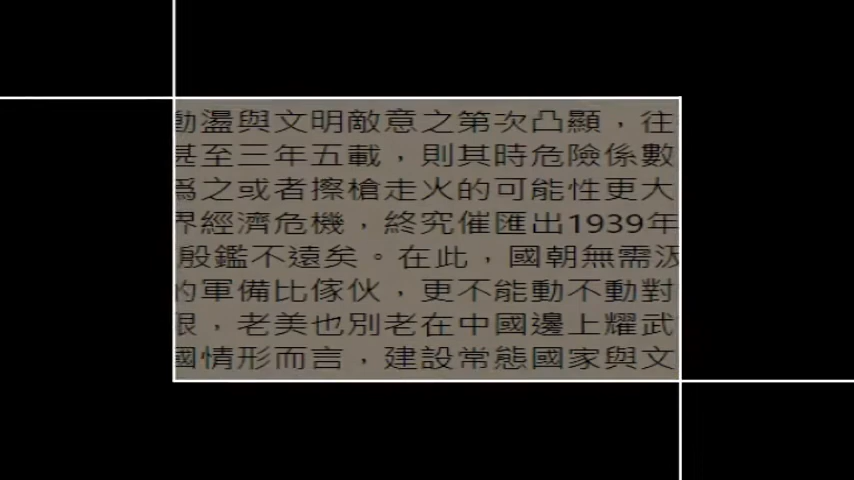 動盪與文明敵意之第次凸顯，往
甚至三年五載，則其時危險係數
爲之或者擦槍走火的可能性更大
界經濟危機，終究催匯出1939年
殷鑑不遠矣。在此，國朝無需汲
的軍備比傢伙，更不能動不動對
限，老美也別老在中國邊上耀武
國情形而言，建設常態國家與文